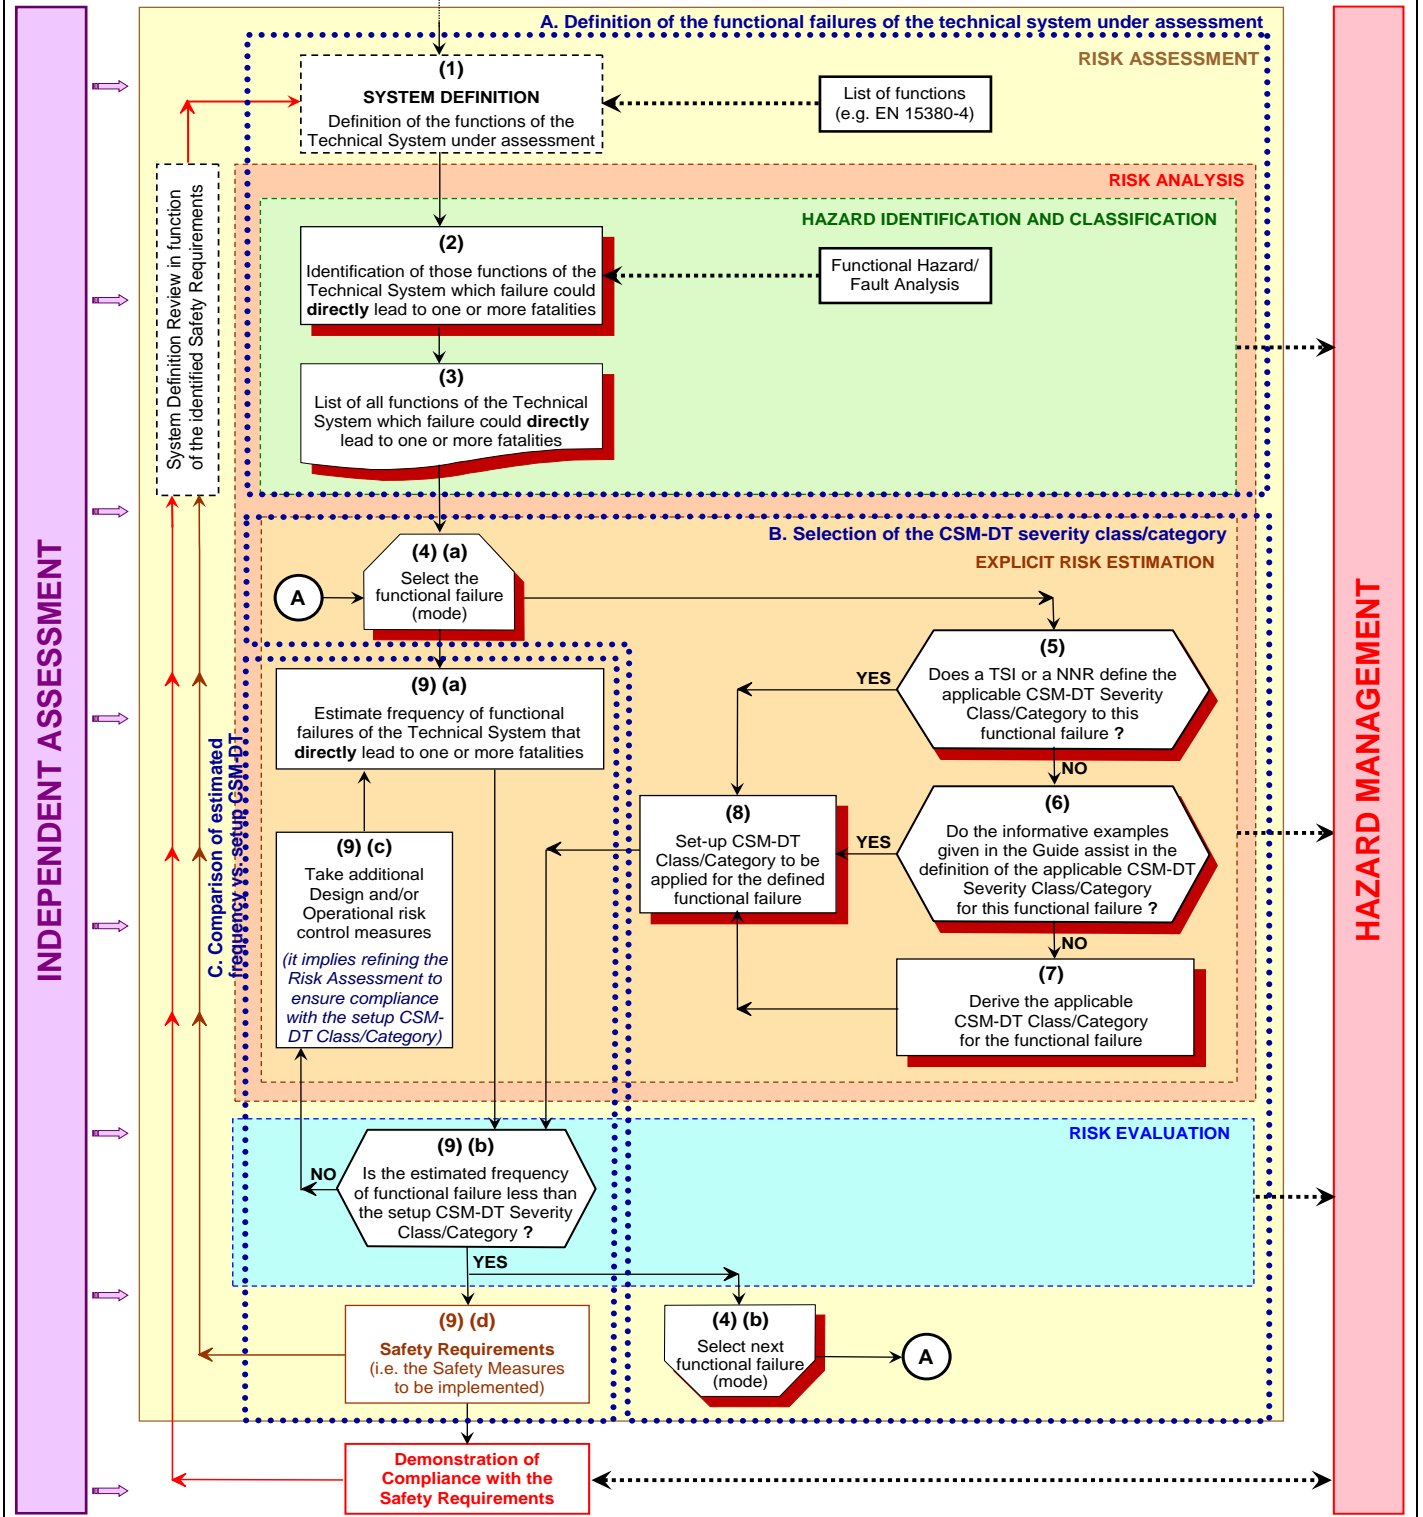 A. Definition of the functional failures of the technical system under assessment
RISK ASSESSMENT
(1)
SYSTEM DEFINITION
Definition of the functions of the
Technical System under assessment
List of functions
(e.g. EN 15380-4)
RISK ANALYSIS
HAZARD IDENTIFICATION AND CLASSIFICATION
(2)
Identification of those functions of the
Technical System which failure could
directly lead to one or more fatalities
Functional Hazard/
Fault Analysis
(3)
List of all functions of the Technical
System which failure could directly
lead to one or more fatalities
System Definition Review in function
of the identified Safety Requirements
INDEPENDENT ASSESSMENT
HAZARD MANAGEMENT
B. Selection of the CSM-DT severity class/category
EXPLICIT RISK ESTIMATION
A
(4) (a)
Select the
functional failure
(mode)
(5)
Does a TSI or a NNR define the
applicable CSM-DT Severity
Class/Category to this
functional failure ?
YES
NO
(6)
Do the informative examples
given in the Guide assist in the
definition of the applicable CSM-DT
Severity Class/Category
for this functional failure ?
YES
NO
(7)
Derive the applicable
CSM-DT Class/Category
for the functional failure
(8)
Set-up CSM-DT
Class/Category to be
applied for the defined
functional failure
C. Comparison of estimated
frequency vs. setup CSM-DT
(9) (a)
Estimate frequency of functional
failures of the Technical System that
directly lead to one or more fatalities
(9) (c)
Take additional
Design and/or
Operational risk
control measures
(it implies refining the
Risk Assessment to
ensure compliance
with the setup CSM-
DT Class/Category)
RISK EVALUATION
(9) (b)
Is the estimated frequency
of functional failure less than
the setup CSM-DT Severity
Class/Category ?
NO
YES
(9) (d)
Safety Requirements
(i.e. the Safety Measures
to be implemented)
(4) (b)
Select next
functional failure
(mode)
A
Demonstration of
Compliance with the
Safety Requirements